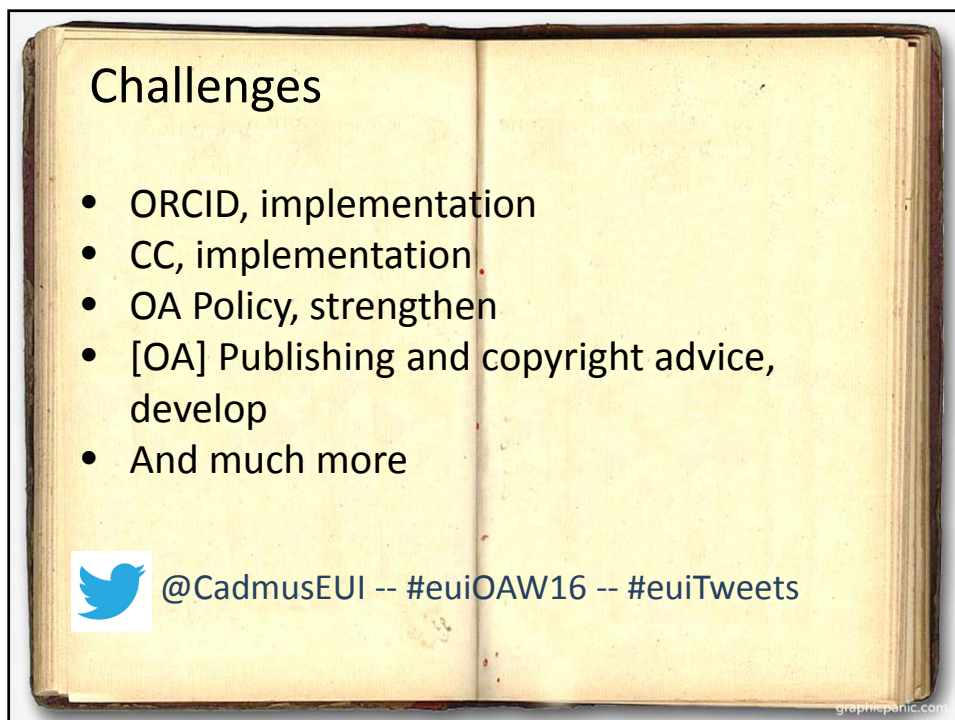 Challenges
• ORCID, implementation
• CC, implementation
• OA Policy, strengthen
• [OA] Publishing and copyright advice,
develop
• And much more
@CadmusEUI -- #euiOAW16 -- #euiTweets
graphicpanic.com